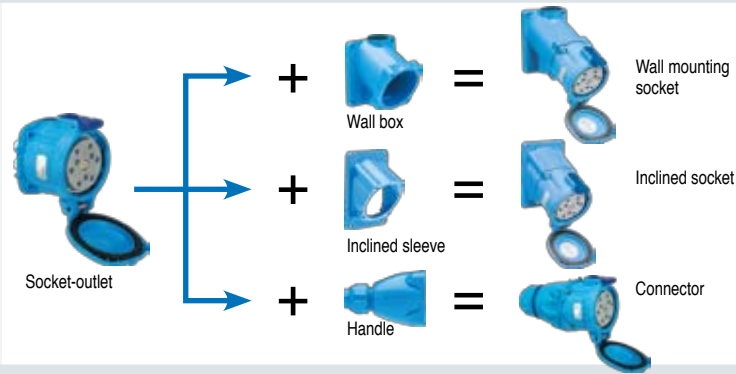 Wall mounting
socket
Wall box
Inclined socket
Inclined sleeve
Socket-outlet
Connector
Handle